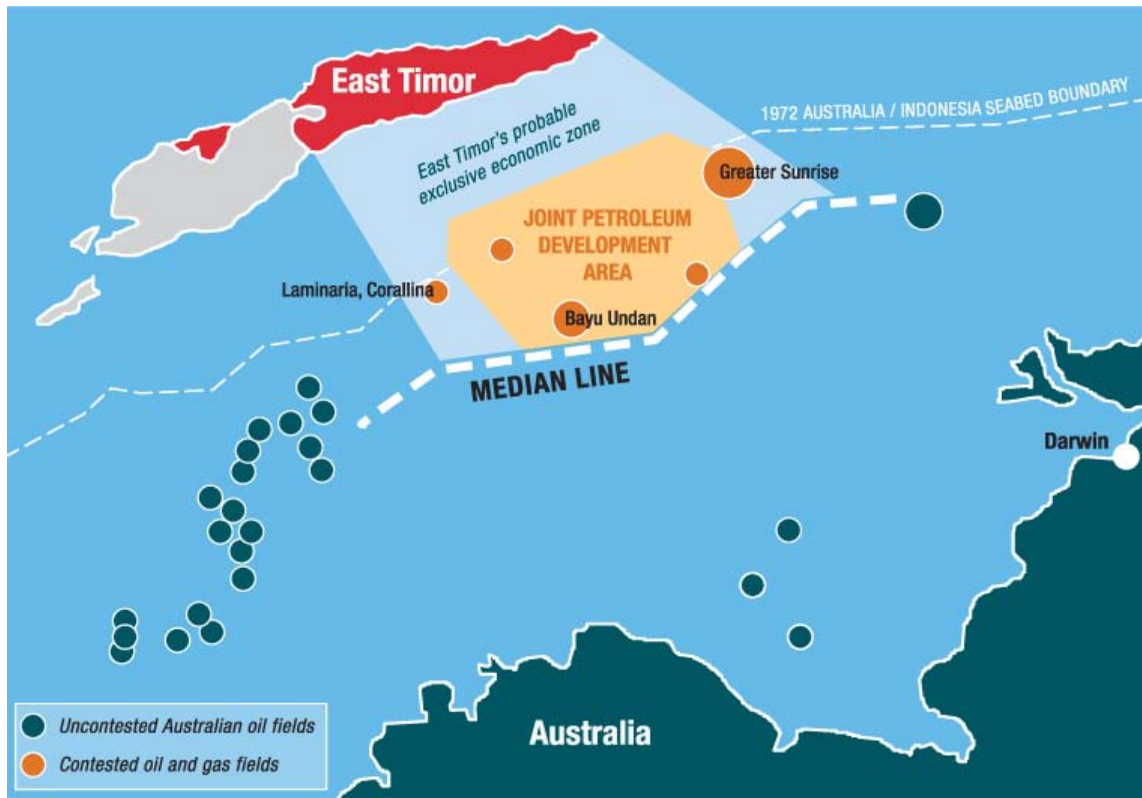 East Timor
1972 AUSTRALIA / INDONESIA SEABED BOUNDARY
East Timor's probable
exclusive economic zone
Greater Sunrise
JOINT PETROLEUM
DEVELOPMENT
AREA
Laminaria, Corallina
Bayu Undan
MEDIAN LINE
Darwin
Australia
Uncontested Australian oil fields
Contested oil and gas fields